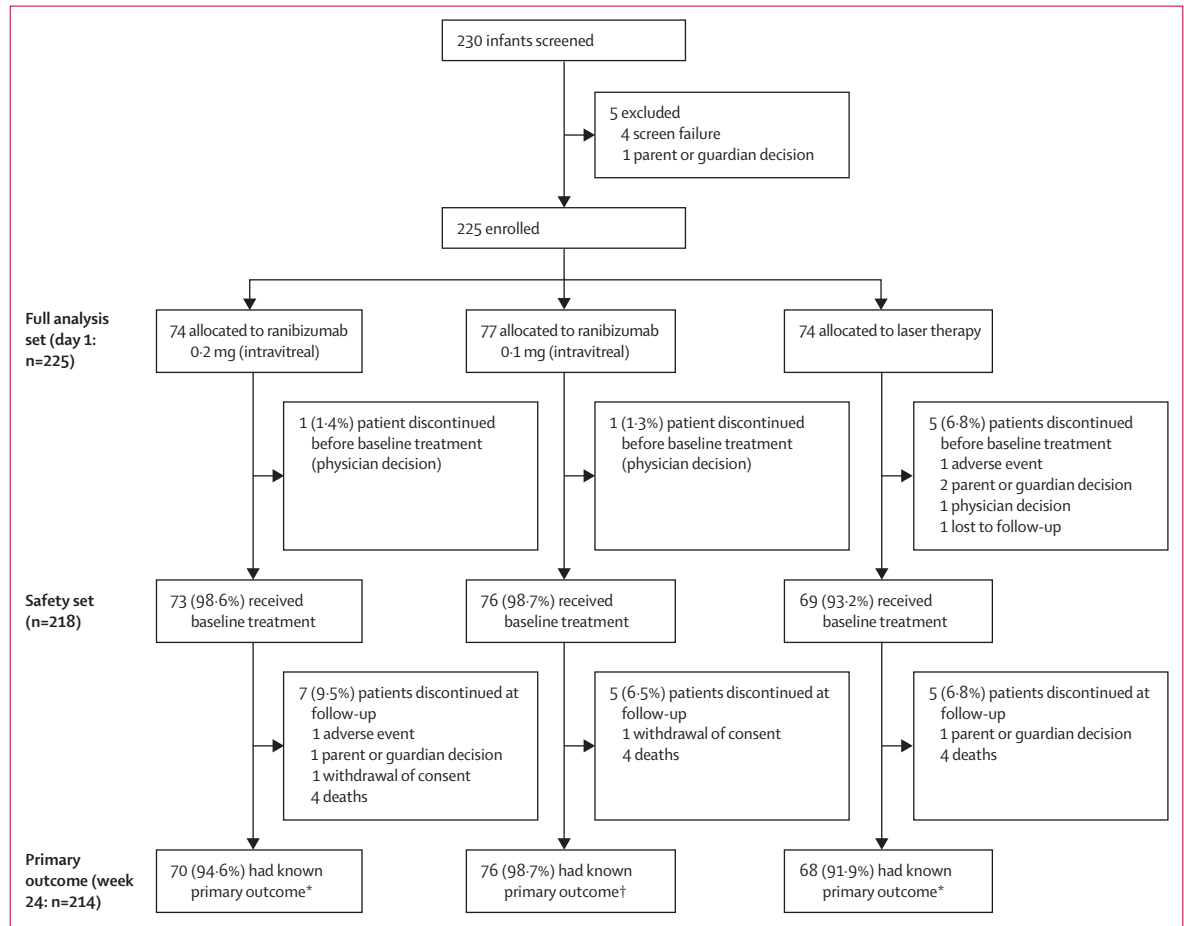 230 infants screened
5 excluded
4 screen failure
1 parent or guardian decision
225 enrolled
Full analysis
set (day 1:
n=225)
74 allocated to ranibizumab
0·2 mg (intravitreal)
77 allocated to ranibizumab
0·1 mg (intravitreal)
74 allocated to laser therapy
1 (1·4%) patient discontinued
before baseline treatment
(physician decision)
1 (1·3%) patient discontinued
before baseline treatment
(physician decision)
5 (6·8%) patients discontinued
before baseline treatment
1 adverse event
2 parent or guardian decision
1 physician decision
1 lost to follow-up
Safety set
(n=218)
73 (98·6%) received
baseline treatment
76 (98·7%) received
baseline treatment
69 (93·2%) received
baseline treatment
7 (9·5%) patients discontinued at
follow-up
1 adverse event
1 parent or guardian decision
1 withdrawal of consent
4 deaths
5 (6·5%) patients discontinued at
follow-up
1 withdrawal of consent
4 deaths
5 (6·8%) patients discontinued at
follow-up
1 parent or guardian decision
4 deaths
Primary
outcome (week
24: n=214)
70 (94·6%) had known
primary outcome*
76 (98·7%) had known
primary outcome†
68 (91·9%) had known
primary outcome*